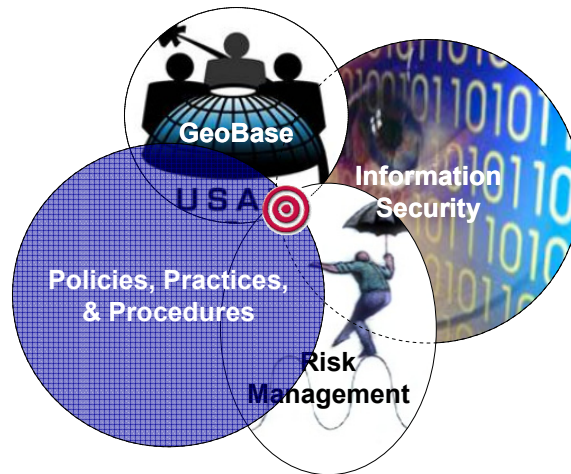 GeoBase
USA
Information
Security
Policies, Practices,
& Procedures
Risk
Management